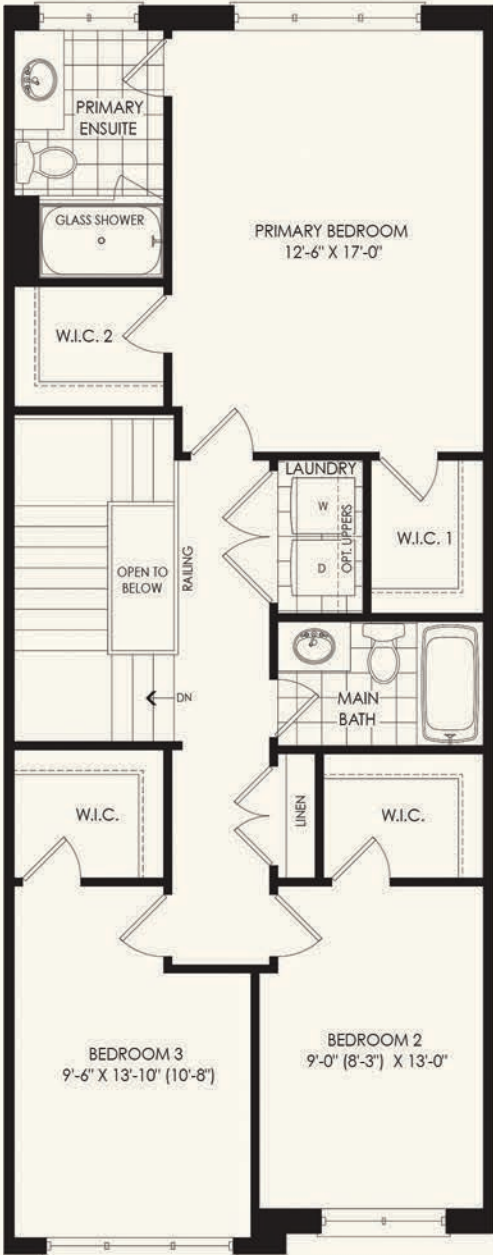 PRIMARY
ENSUITE
GLASS SHOWER
PRIMARY BEDROOM
12'-6" X 17'-0"
W.I.C. 2
LAUNDRY
W
D
OPT. UPPERS
W.I.C. 1
RAILING
OPEN TO
BELOW
DN
MAIN
BATH
W.I.C.
LINEN
W.I.C.
BEDROOM 3
9'-6" X 13'-10" (10'-8")
BEDROOM 2
9'-0" (8'-3") X 13'-0"